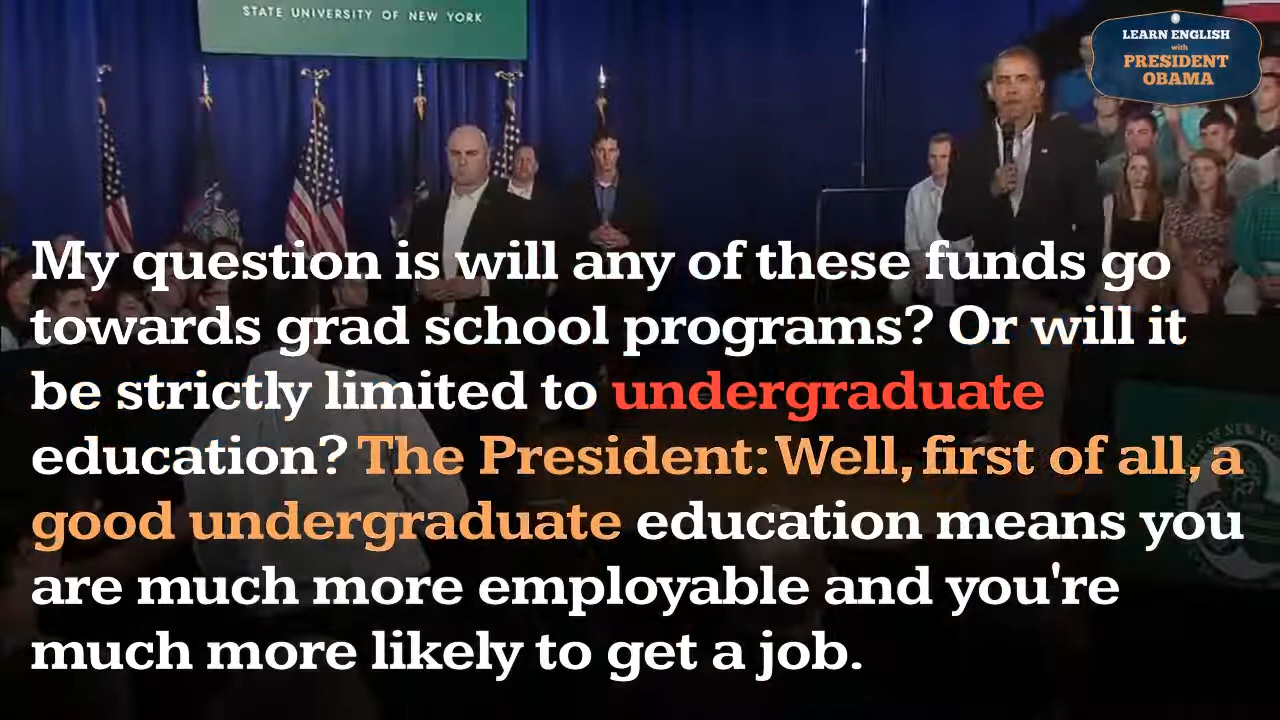 STATE UNIVERSITY OF NEW YORK
LEARN ENGLISH
with
PRESIDENT
OBAMA
My question is will any of these funds go
towards grad school programs? Or will it
be strictly limited to undergraduate
education? The President: Well, first of all, a
good undergraduate education means you
are much more employable and you're
much more likely to get a job.